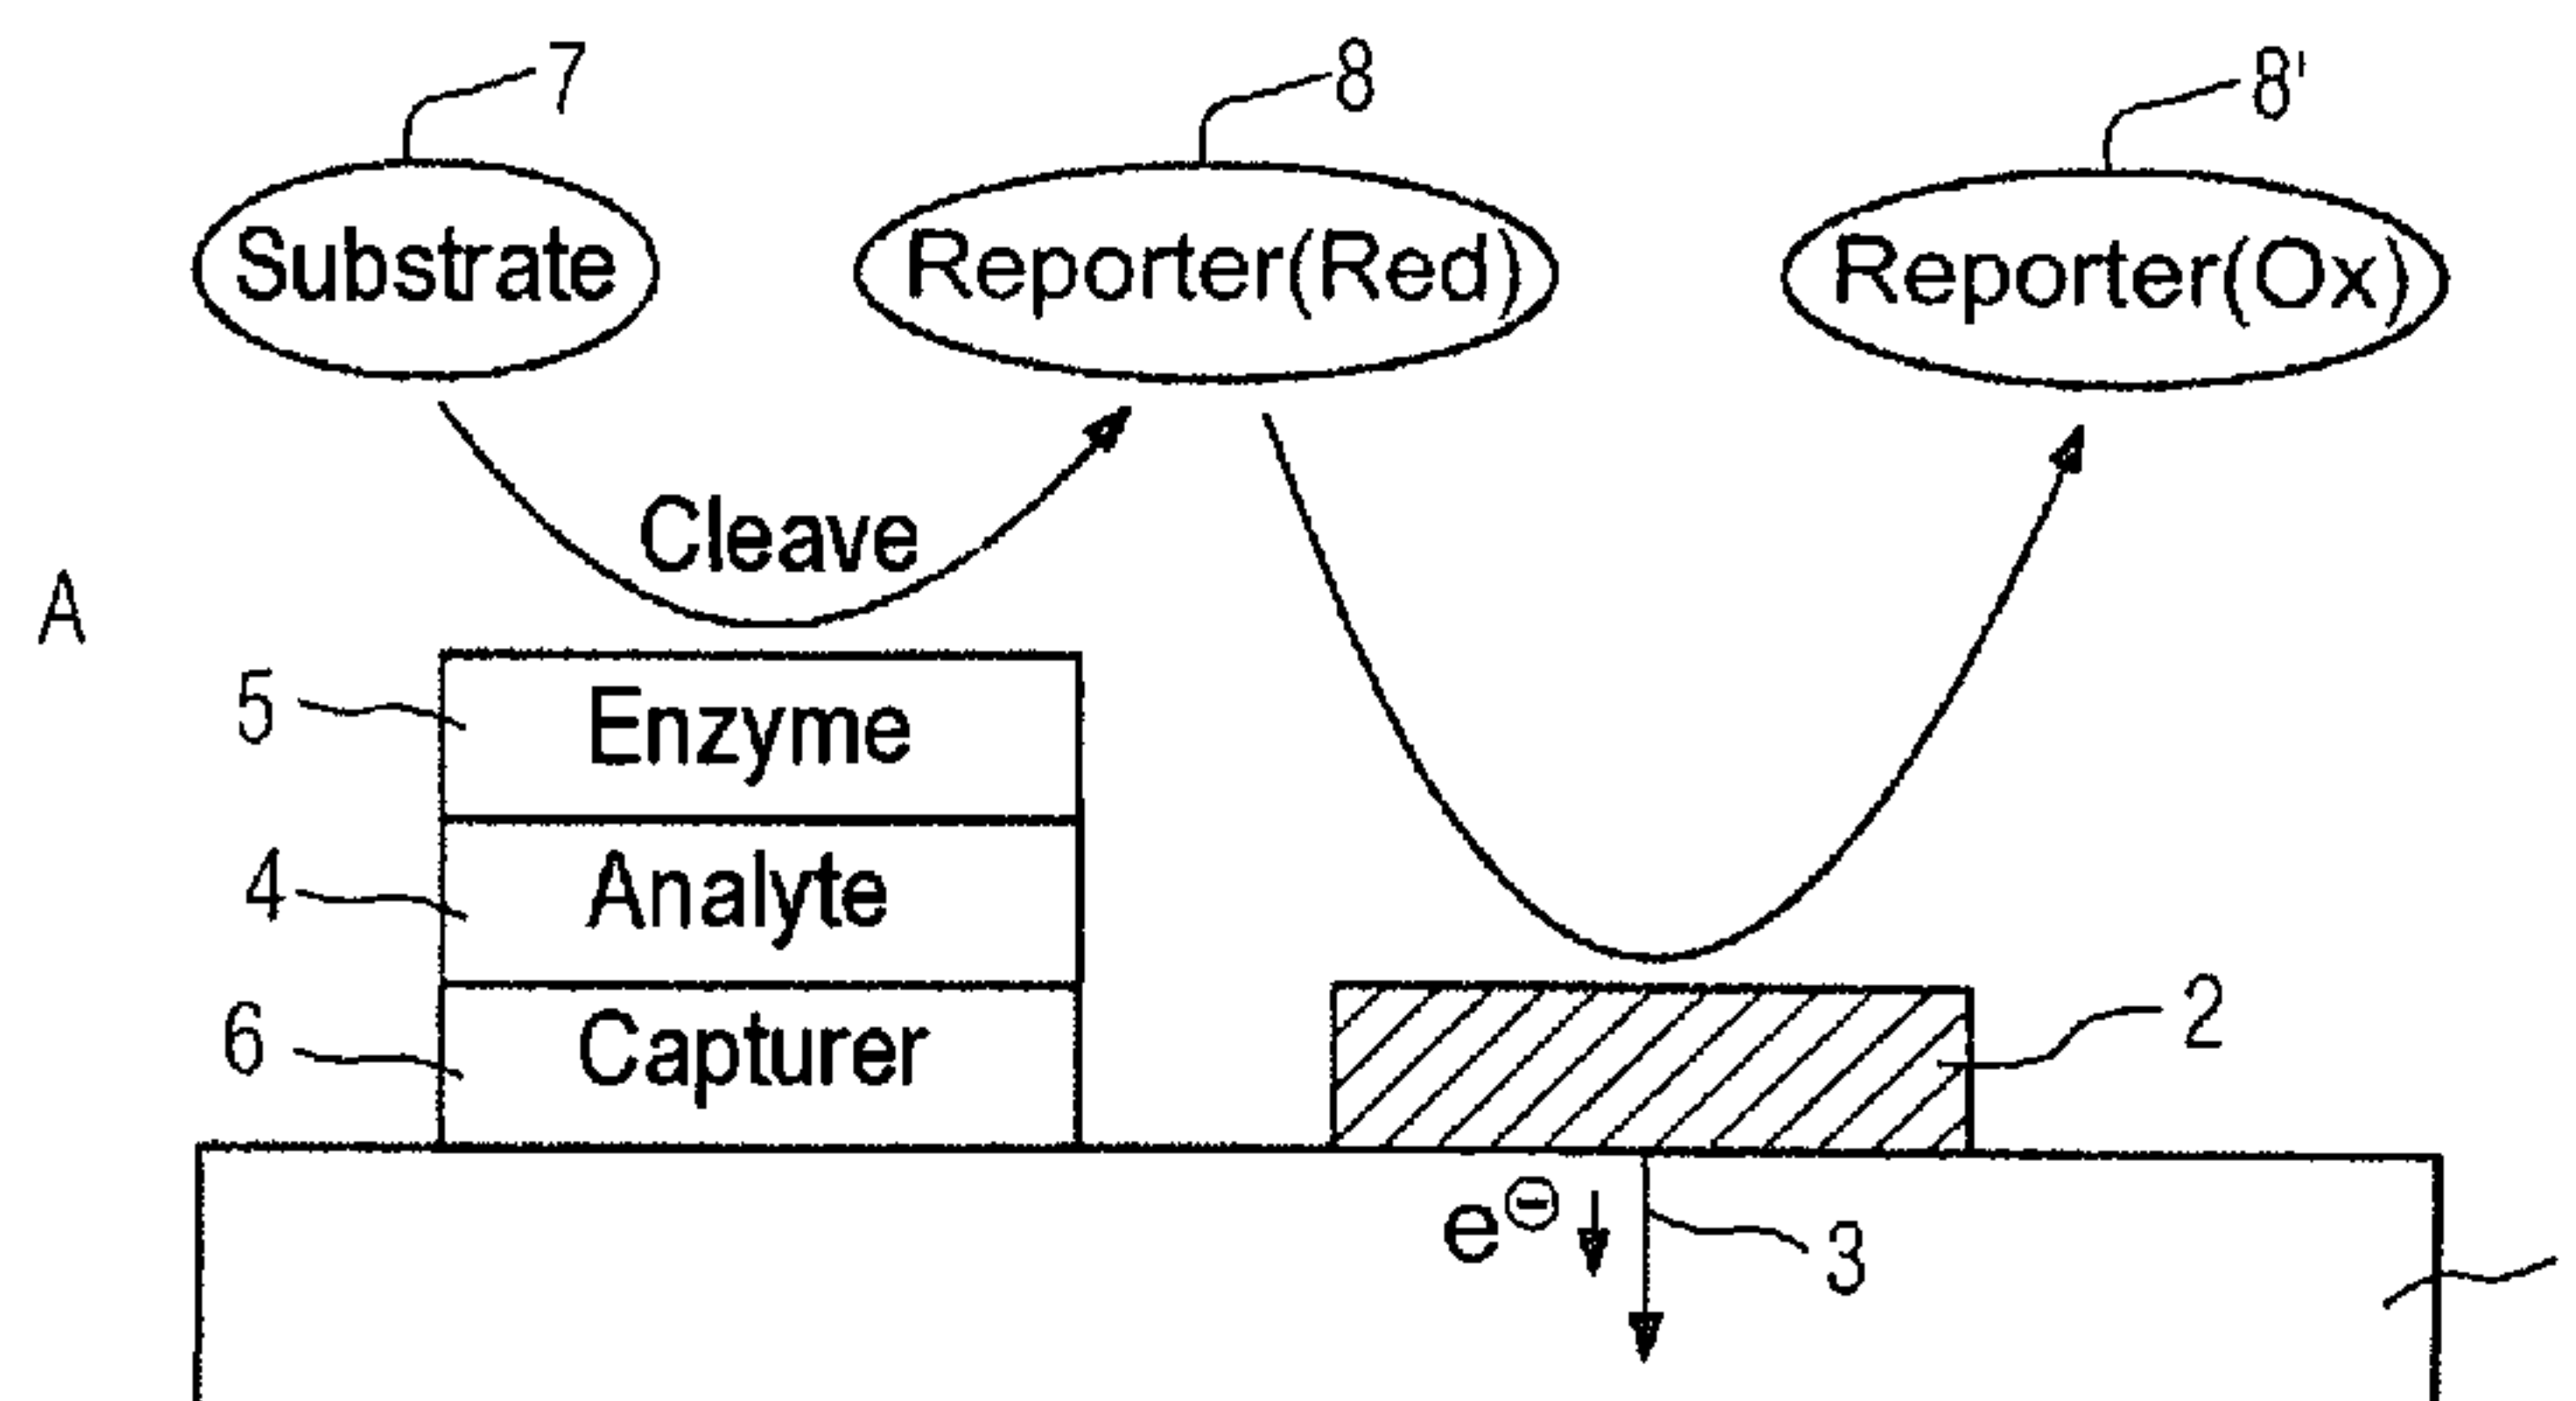 7
8
8'
Substrate
Reporter(Red)
Reporter(Ox)
Cleave
A
5
Enzyme
4
Analyte
6
Capturer
2
e⊖
3